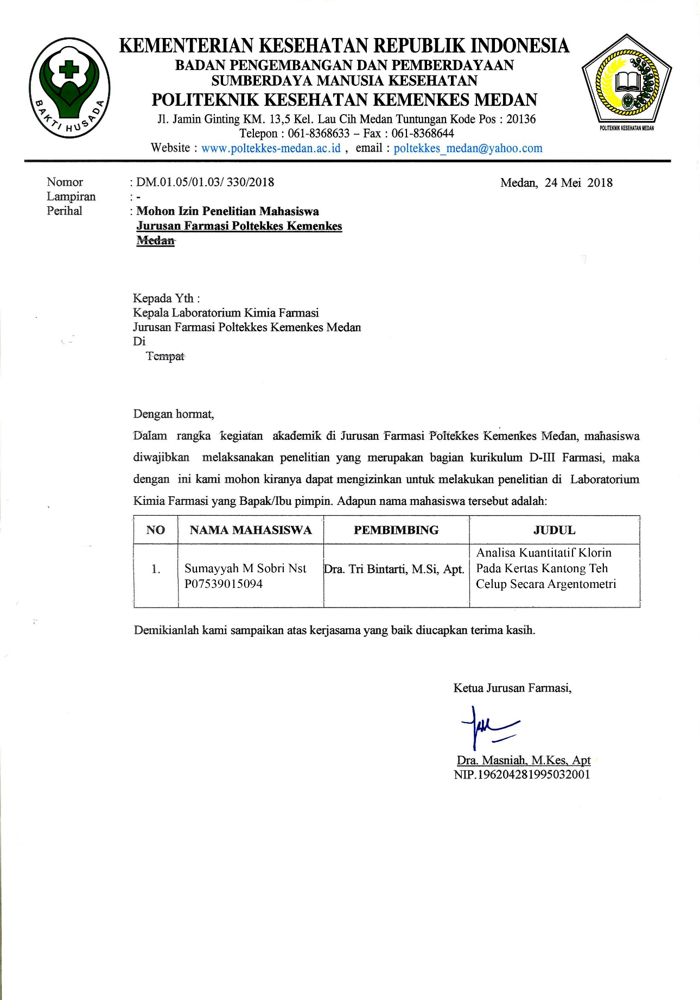 KEMENTERIAN KESEHATAN REPUBLIK INDONESIA
BADAN PENGEMBANGAN DAN PEMBERDAYAAN
SUMBERDAYA MANUSIA KESEHATAN
POLITEKNIK KESEHATAN KEMENKES MEDAN
Jl. Jamin Ginting KM. 13,5 Kel. Lau Cih Medan Tuntungan Kode Pos : 20136
Telepon : 061-8368633 – Fax : 061-8368644
Website : www.poltekkes-medan.ac.id , email : poltekkes_medan@yahoo.com
BAKTI HUSADA
POLITEKNIK KESEHATAN MEDAN
Nomor : DM.01.05/01.03/ 330/2018 Medan, 24 Mei 2018
Lampiran : -
Perihal : Mohon Izin Penelitian Mahasiswa
Jurusan Farmasi Poltekkes Kemenkes
Medan
Kepada Yth :
Kepala Laboratorium Kimia Farmasi
Jurusan Farmasi Poltekkes Kemenkes Medan
Di
Tempat
Dengan hormat,
Dalam rangka kegiatan akademik di Jurusan Farmasi Poltekkes Kemenkes Medan, mahasiswa
diwajibkan melaksanakan penelitian yang merupakan bagian kurikulum D-III Farmasi, maka
dengan ini kami mohon kiranya dapat mengizinkan untuk melakukan penelitian di Laboratorium
Kimia Farmasi yang Bapak/Ibu pimpin. Adapun nama mahasiswa tersebut adalah:
NO NAMA MAHASISWA PEMBIMBING JUDUL
Analisa Kuantitatif Klorin
1. Sumayyah M Sobri Nst Dra. Tri Bintarti, M.Si, Apt. Pada Kertas Kantong Teh
P07539015094 Celup Secara Argentometri
Demikianlah kami sampaikan atas kerjasama yang baik diucapkan terima kasih.
Ketua Jurusan Farmasi,
Dra. Masniah, M.Kes, Apt
NIP.196204281995032001